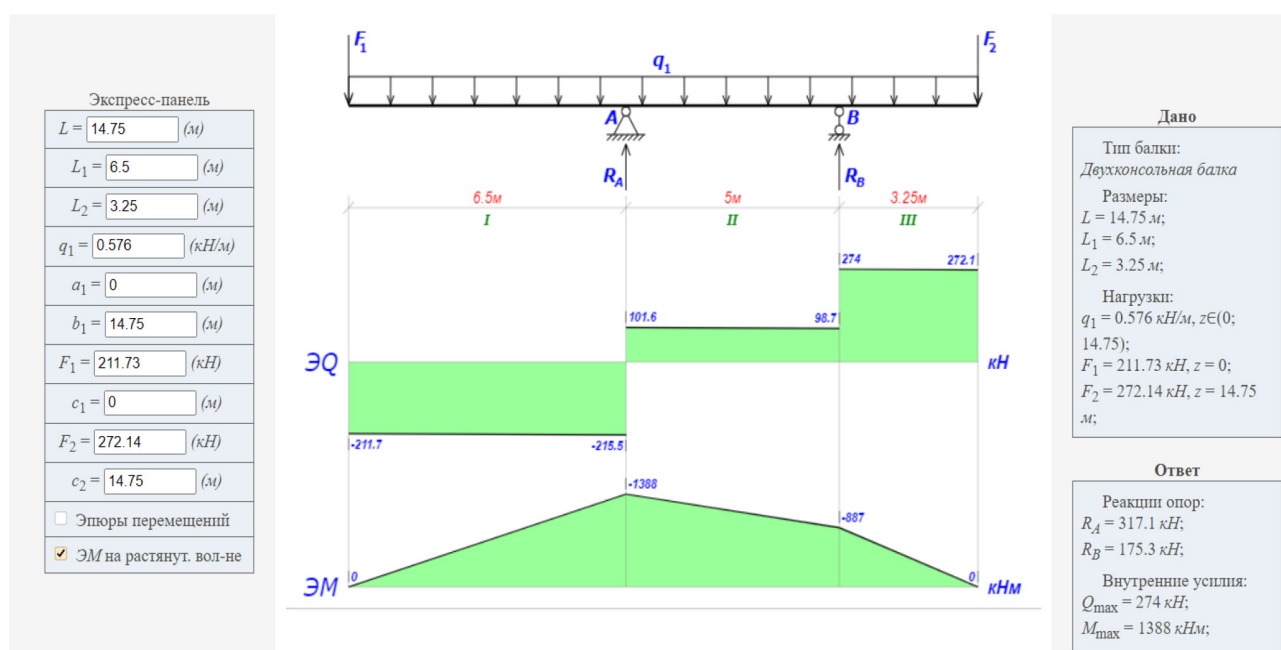 Экспресс-панель
L = 14.75 (м)
L1 = 6.5 (м)
L2 = 3.25 (м)
q1 = 0.576 (кН/м)
a1 = 0 (м)
b1 = 14.75 (м)
F1 = 211.73 (кН)
c1 = 0 (м)
F2 = 272.14 (кН)
c2 = 14.75 (м)
Эпюры перемещений
ЭМ на растянут. вол-не
F1
q1
F2
A
B
RA
RB
6.5м
5м
3.25м
I
II
III
274
272.1
101.6
98.7
ЭQ
кН
-211.7
-215.5
-1388
-887
0
0
ЭМ
кНм
Дано
Тип балки:
Двухконсольная балка
Размеры:
L = 14.75 м;
L1 = 6.5 м;
L2 = 3.25 м;
Нагрузки:
q1 = 0.576 кН/м, z∈(0;
14.75);
F1 = 211.73 кН, z = 0;
F2 = 272.14 кН, z = 14.75
м;
Ответ
Реакции опор:
RA = 317.1 кН;
RB = 175.3 кН;
Внутренние усилия:
Qmax = 274 кН;
Mmax = 1388 кНм;